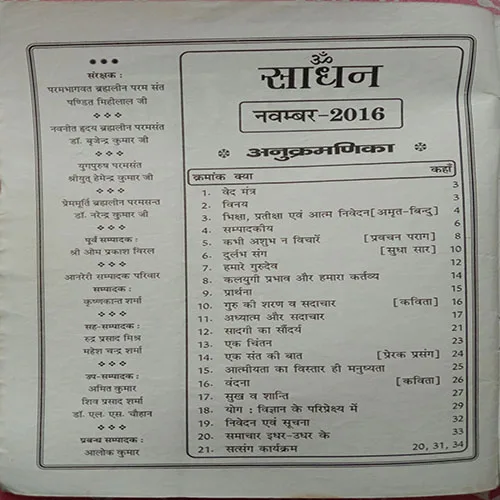 संरक्षक :
परमभागवत ब्रह्मलीन परम संत
पण्डित मिहीलाल जी
नवनीत हृदय ब्रह्मलीन परमसंत
डॉ. बृजेन्द्र कुमार जी
युगपुरुष परमसंत
श्रीयुत् हेमेन्द्र कुमार जी
प्रेममूर्ति ब्रह्मलीन परमसन्त
डॉ. नरेन्द्र कुमार जी
पूर्व सम्पादक :
श्री ओम प्रकाश विरल
आनरेरी सम्पादक परिवार
सम्पादक :
कृष्णकान्त शर्मा
सह-सम्पादक :
रुद्र प्रसाद मिश्र
महेश चन्द्र शर्मा
उप-सम्पादक :
अमित कुमार
शिव प्रसाद शर्मा
डॉ. एल. एस. चौहान
प्रबन्ध सम्पादक :
आलोक कुमार
ॐ
साधन
नवम्बर-2016
अनुक्रमणिका
क्रमांक क्या कहाँ
1. वेद मंत्र 3
2. विनय 3
3. भिक्षा, प्रतीक्षा एवं आत्म निवेदन [अमृत-बिन्दु] 4
4. सम्पादकीय 6
5. कभी अशुभ न विचारें [प्रवचन पराग] 8
6. दुर्लभ संग [सुधा सार] 10
7. हमारे गुरुदेव 12
8. कलयुगी प्रभाव और हमारा कर्तव्य 14
9. प्रार्थना 15
10. गुरु की शरण व सदाचार [कविता] 16
11. अध्यात्म और सदाचार 17
12. सादगी का सौंदर्य 21
13. एक चिंतन 23
14. एक संत की बात [प्रेरक प्रसंग] 24
15. आत्मीयता का विस्तार ही मनुष्यता 25
16. वंदना [कविता] 26
17. सुख व शान्ति 27
18. योग : विज्ञान के परिप्रेक्ष्य में 29
19. निवेदन एवं सूचना 32
20. समाचार इधर-उधर के 33
21. सत्संग कार्यक्रम 20, 31, 34